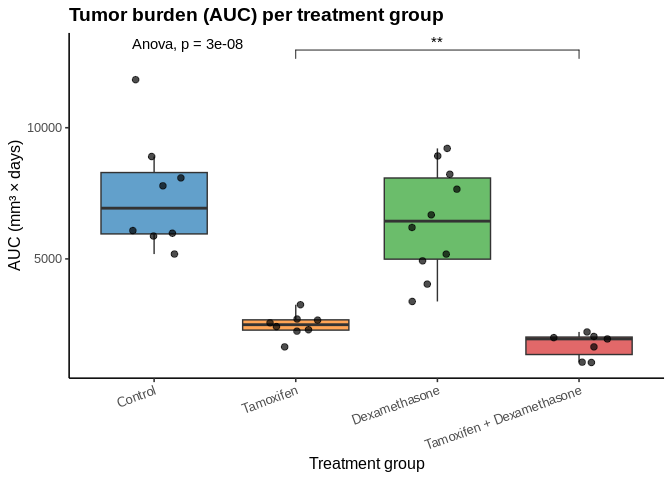 Tumor burden (AUC) per treatment group
Anova, p = 3e-08
**
AUC (mm³ × days)
10000
5000
Control
Tamoxifen
Dexamethasone
Tamoxifen + Dexamethasone
Treatment group